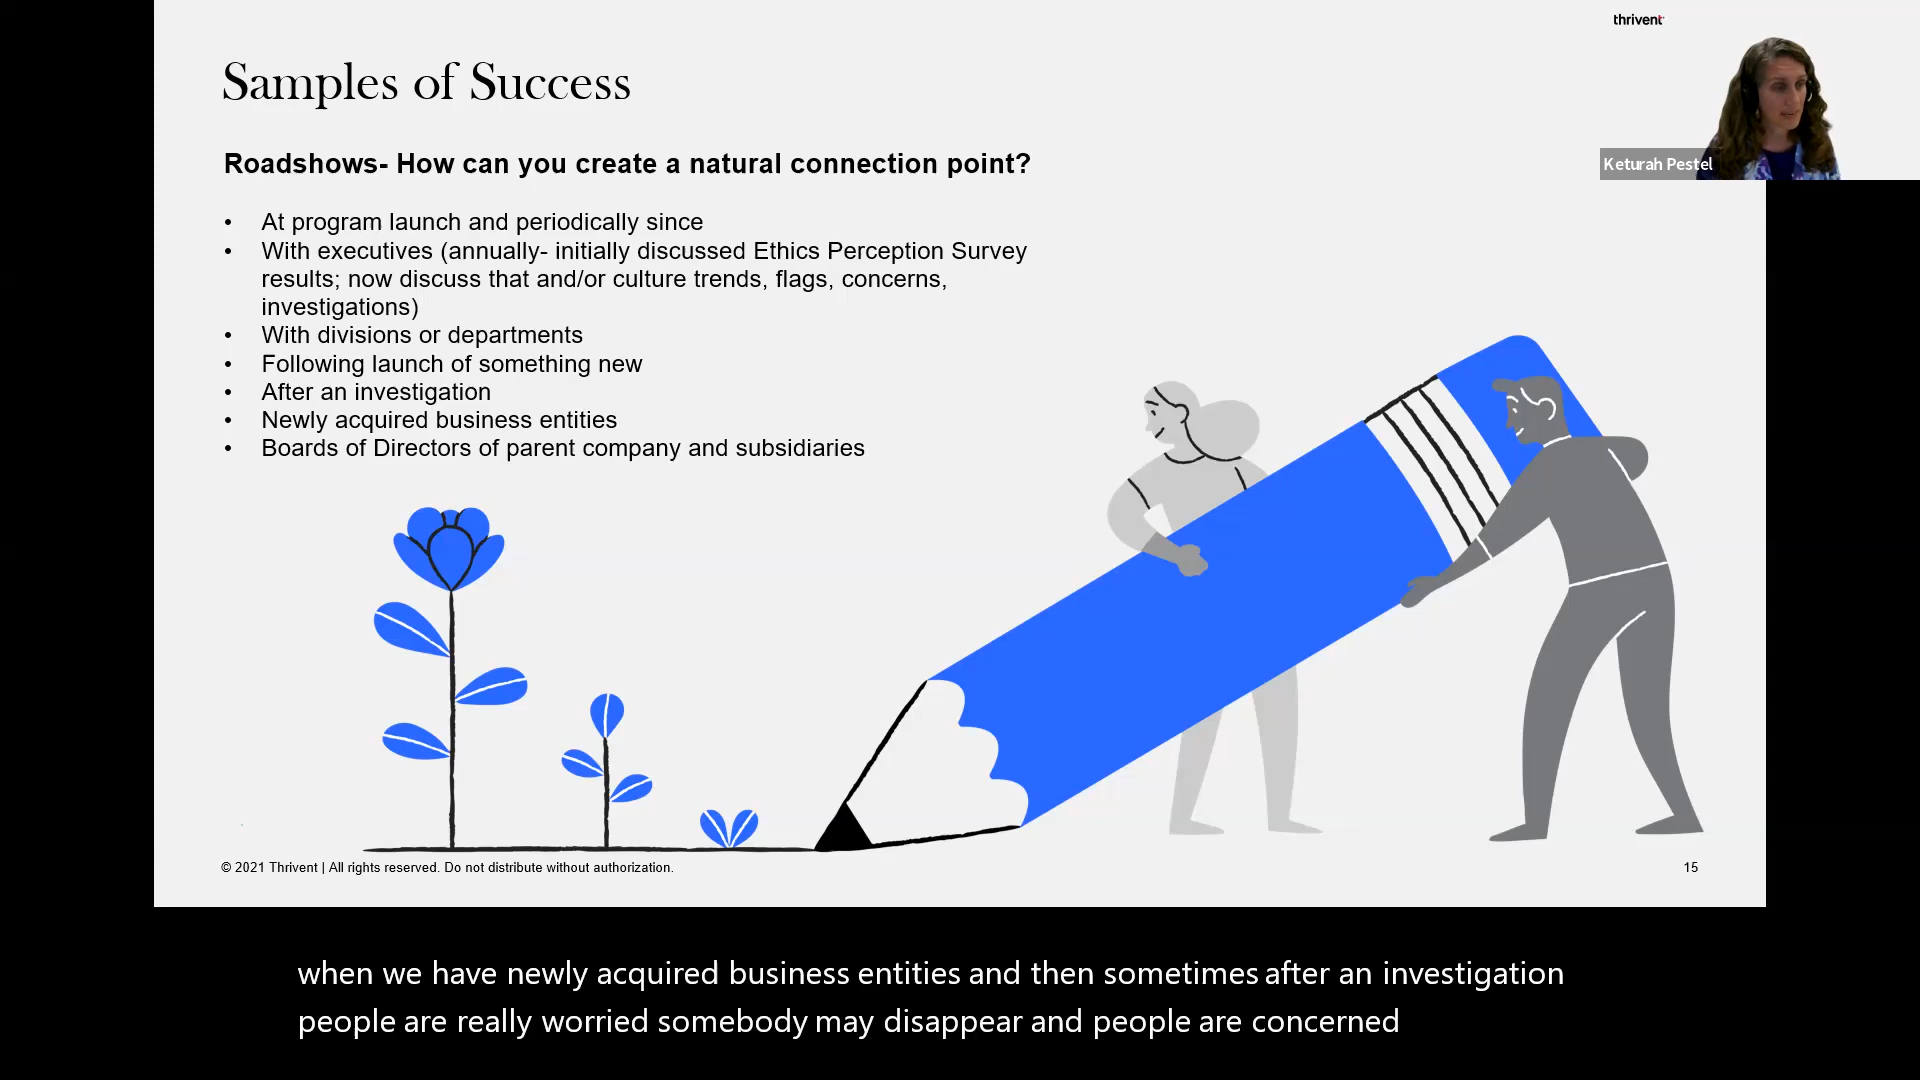 thrivent
Samples of Success
Keturah Pestel
Roadshows- How can you create a natural connection point?
• At program launch and periodically since
• With executives (annually- initially discussed Ethics Perception Survey
results; now discuss that and/or culture trends, flags, concerns,
investigations)
• With divisions or departments
• Following launch of something new
• After an investigation
• Newly acquired business entities
• Boards of Directors of parent company and subsidiaries
© 2021 Thrivent | All rights reserved. Do not distribute without authorization.
15
when we have newly acquired business entities and then sometimes after an investigation
people are really worried somebody may disappear and people are concerned